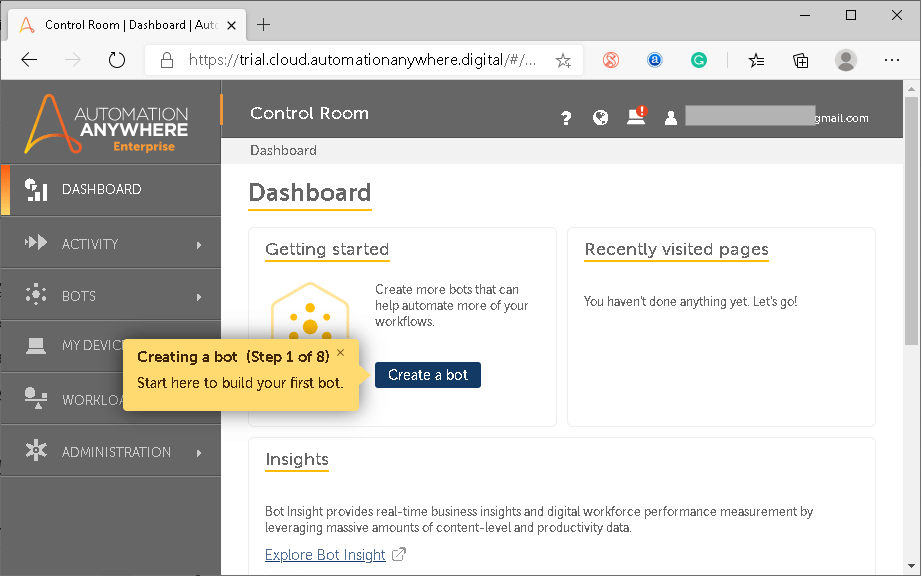 Control Room | Dashboard | Auto
https://trial.cloud.automationanywhere.digital/#/...
AUTOMATION
ANYWHERE
Enterprise
Control Room
?
gmail.com
Dashboard
DASHBOARD
ACTIVITY
BOTS
MY DEVIC
WORKLOA
ADMINISTRATION
Dashboard
Getting started
Create more bots that can
help automate more of your
workflows.
Create a bot
Creating a bot (Step 1 of 8)
Start here to build your first bot.
Recently visited pages
You haven't done anything yet. Let's go!
Insights
Bot Insight provides real-time business insights and digital workforce performance measurement by
leveraging massive amounts of content-level and productivity data.
Explore Bot Insight